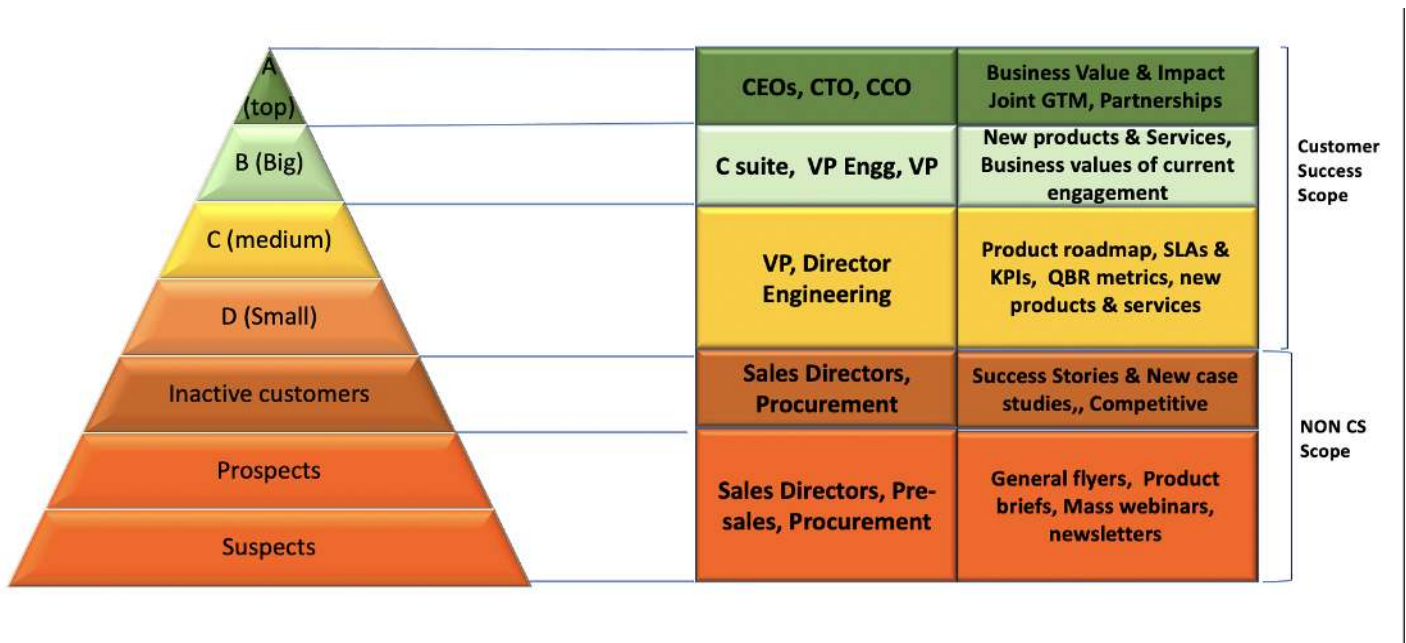 A
(top)
B (Big)
C (medium)
D (Small)
Inactive customers
Prospects
Suspects
CEOs, CTO, CCO
Business Value & Impact
Joint GTM, Partnerships
C suite, VP Engg, VP
New products & Services,
Business values of current
engagement
VP, Director
Engineering
Product roadmap, SLAs &
KPIs, QBR metrics, new
products & services
Sales Directors,
Procurement
Success Stories & New case
studies,, Competitive
Sales Directors, Pre-
sales, Procurement
General flyers, Product
briefs, Mass webinars,
newsletters
Customer
Success
Scope
NON CS
Scope